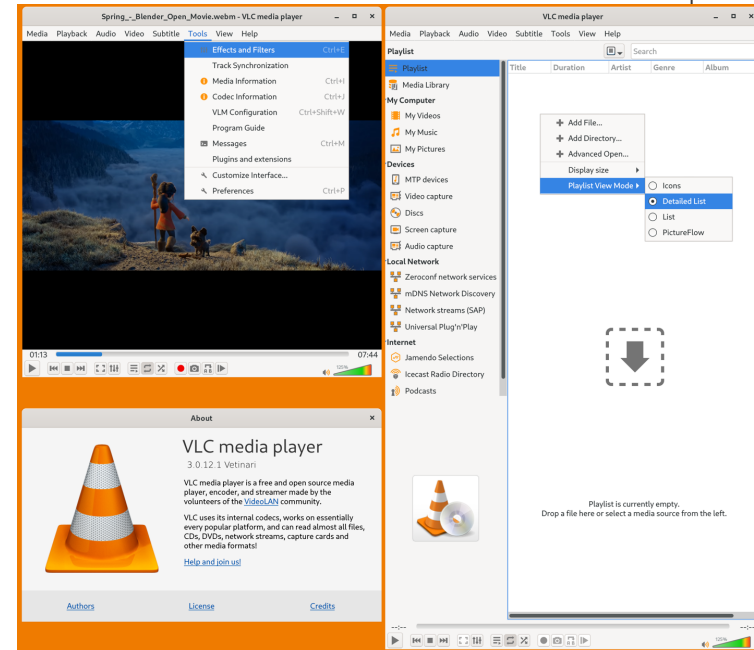 Spring_-_Blender_Open_Movie.webm - VLC media player
Media Playback Audio Video Subtitle Tools View Help
Effects and Filters Ctrl+E
Track Synchronization
Media Information Ctrl+I
Codec Information Ctrl+J
VLM Configuration Ctrl+Shift+W
Program Guide
Messages Ctrl+M
Plugins and extensions
Customize Interface...
Preferences Ctrl+P
01:13 07:44
125%
About
VLC media player
3.0.12.1 Vetinari
VLC media player is a free and open source media
player, encoder, and streamer made by the
volunteers of the VideoLAN community.
VLC uses its internal codecs, works on essentially
every popular platform, and can read almost all files,
CDs, DVDs, network streams, capture cards and
other media formats!
Help and join us!
Authors License Credits
VLC media player
Media Playback Audio Video Subtitle Tools View Help
Playlist Search
Playlist
Media Library
My Computer
My Videos
My Music
My Pictures
Devices
MTP devices
Video capture
Discs
Screen capture
Audio capture
Local Network
Zeroconf network services
mDNS Network Discovery
Network streams (SAP)
Universal Plug'n'Play
Internet
Jamendo Selections
Icecast Radio Directory
Podcasts
Title Duration Artist Genre Album
Add File...
Add Directory...
Advanced Open...
Display size
Playlist View Mode
Icons
Detailed List
List
PictureFlow
Playlist is currently empty.
Drop a file here or select a media source from the left.
--:-- --:--
125%